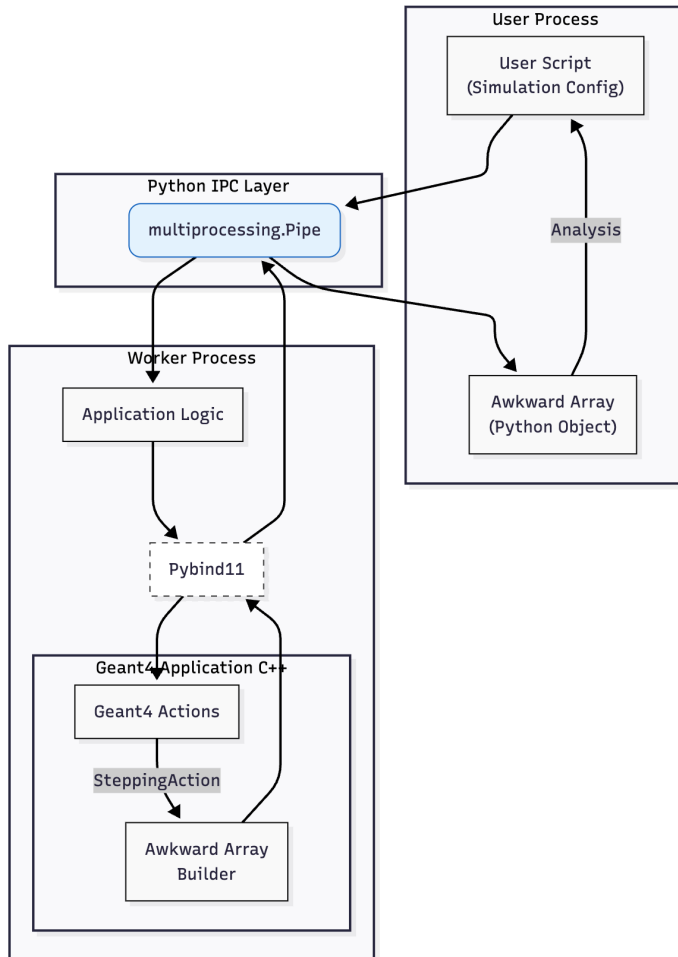 User Process
User Script
(Simulation Config)
Python IPC Layer
multiprocessing.Pipe
Analysis
Worker Process
Application Logic
Awkward Array
(Python Object)
Pybind11
Geant4 Application C++
Geant4 Actions
SteppingAction
Awkward Array
Builder